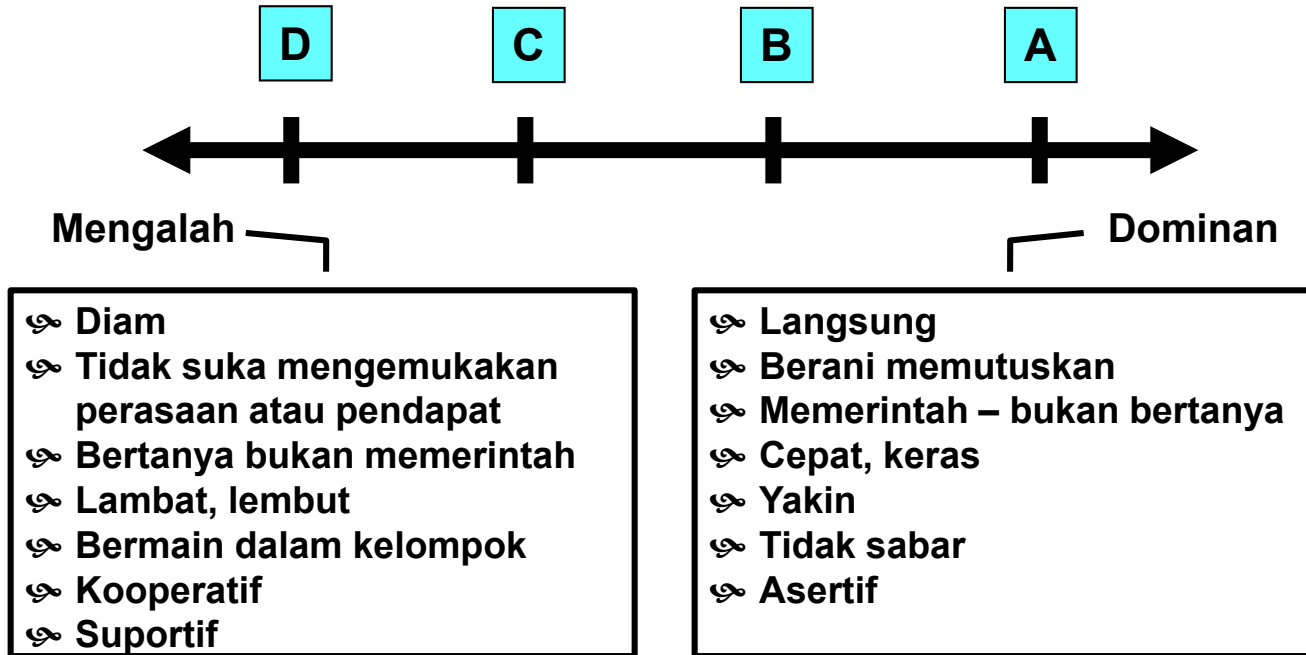 D C B A
Mengalah
Dominan
Diam
Tidak suka mengemukakan
perasaan atau pendapat
Bertanya bukan memerintah
Lambat, lembut
Bermain dalam kelompok
Kooperatif
Suportif
Langsung
Berani memutuskan
Memerintah – bukan bertanya
Cepat, keras
Yakin
Tidak sabar
Asertif